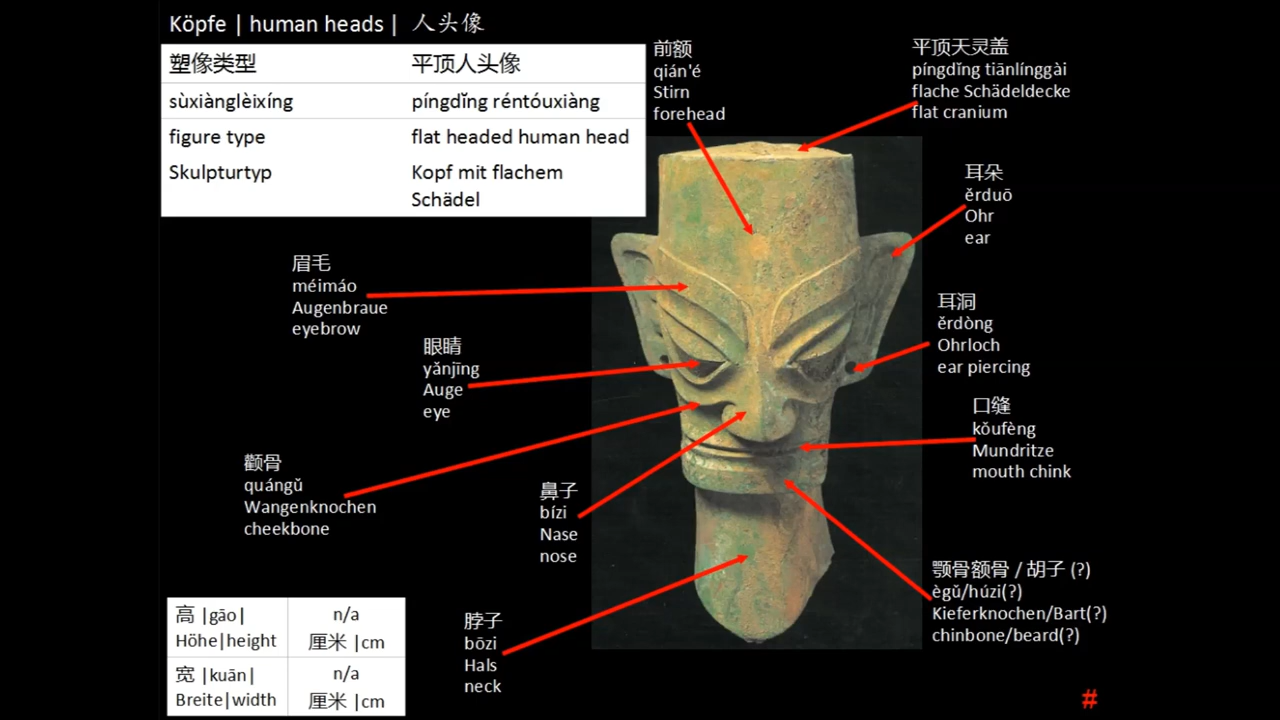 Köpfe | human heads | 人头像
塑像类型 平顶人头像
sùxiànglèixíng píngdǐng réntóuxiàng
figure type flat headed human head
Skulpturtyp Kopf mit flachem
Schädel
前额
qián'é
Stirn
forehead
平顶天灵盖
píngdǐng tiānlínggài
flache Schädeldecke
flat cranium
耳朵
ěrduō
Ohr
ear
眉毛
méimáo
Augenbraue
eyebrow
耳洞
ěrdòng
Ohrloch
ear piercing
眼睛
yǎnjīng
Auge
eye
口缝
kǒufèng
Mundritze
mouth chink
颧骨
quángǔ
Wangenknochen
cheekbone
鼻子
bízi
Nase
nose
颚骨额骨 / 胡子 (?)
ègǔ/húzi(?)
Kieferknochen/Bart(?)
chinbone/beard(?)
脖子
bōzi
Hals
neck
高 |gāo| n/a
Höhe|height 厘米 |cm
宽 |kuān| n/a
Breite|width 厘米 |cm
#